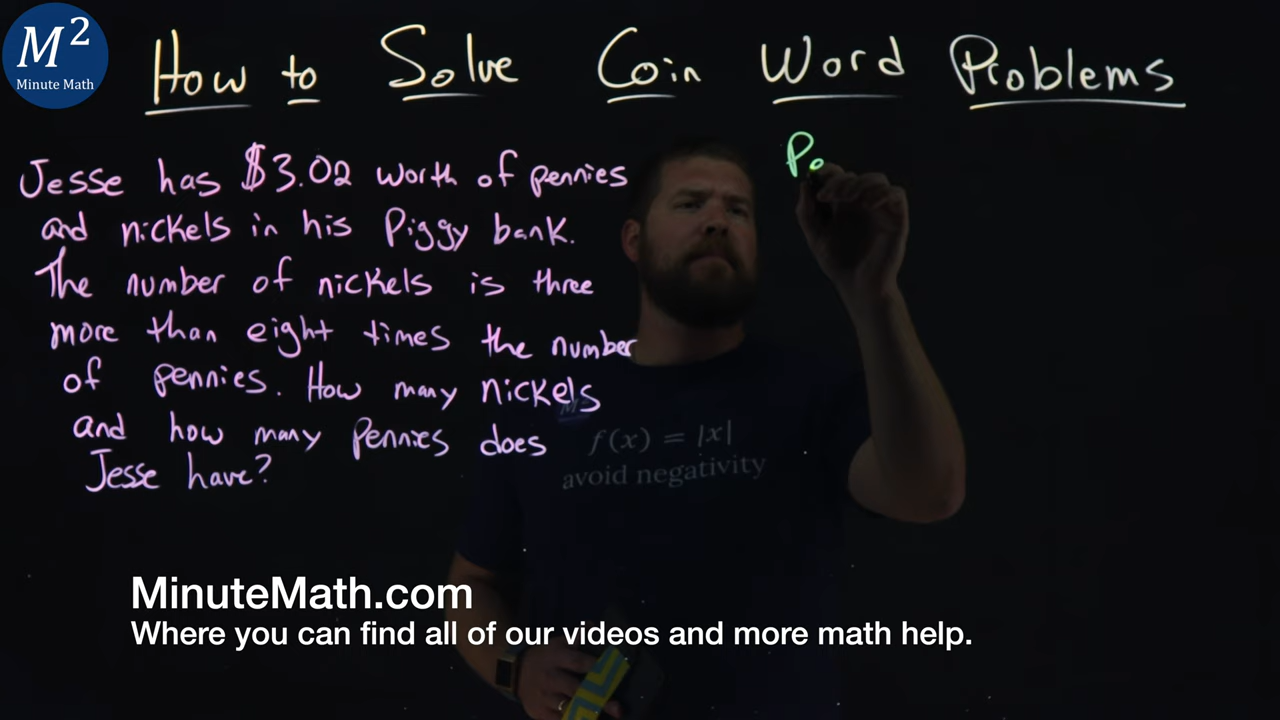 M²
Minute Math
How to Solve Coin Word Problems
Jesse has $3.02 worth of pennies
and nickels in his Piggy bank.
The number of nickels is three
more than eight times the number
of pennies. How many nickels
and how many Pennies does
Jesse have?
Pe
M²
f(x) = |x|
avoid negativity
MinuteMath.com
Where you can find all of our videos and more math help.